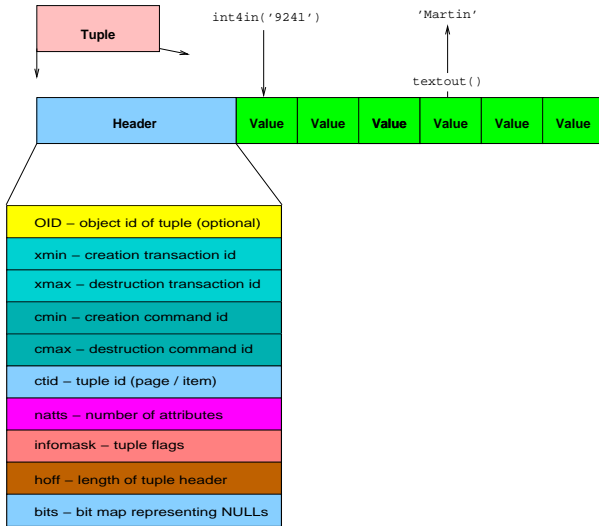 Tuple
int4in('9241')
'Martin'
textout()
Header
Value
Value
Value
Value
Value
Value
OID – object id of tuple (optional)
xmin – creation transaction id
xmax – destruction transaction id
cmin – creation command id
cmax – destruction command id
ctid – tuple id (page / item)
natts – number of attributes
infomask – tuple flags
hoff – length of tuple header
bits – bit map representing NULLs